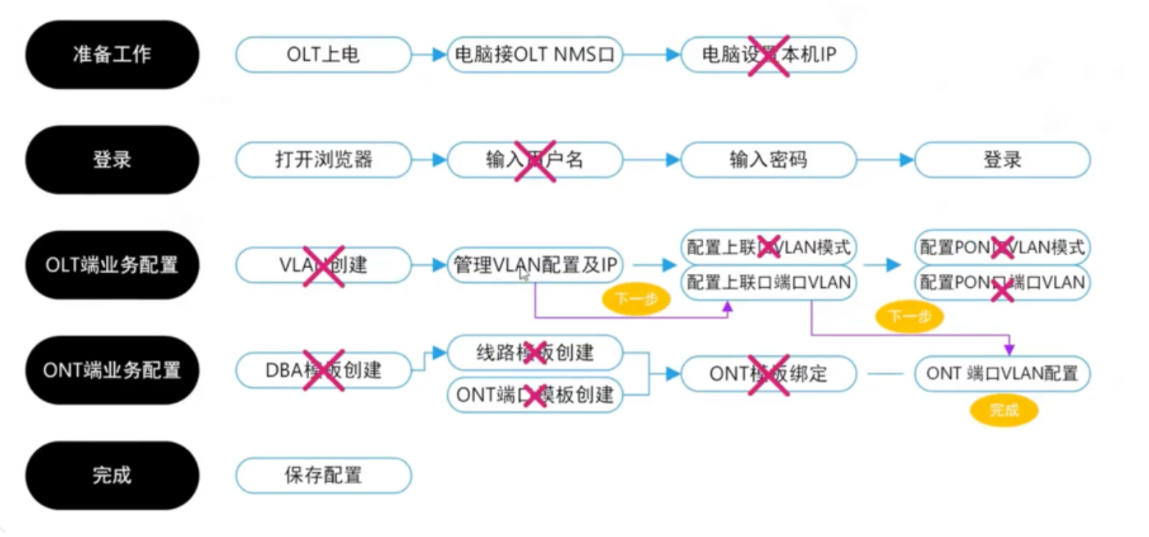 准备工作
OLT上电
电脑接OLT NMS口
电脑设置本机IP
登录
打开浏览器
输入用户名
输入密码
登录
OLT端业务配置
VLAN创建
管理VLAN配置及IP
配置上联口VLAN模式
配置上联口端口VLAN
配置PON口VLAN模式
配置PON口端口VLAN
下一步
下一步
ONT端业务配置
DBA模板创建
线路模板创建
ONT端口模板创建
ONT模板绑定
ONT 端口VLAN配置
完成
完成
保存配置